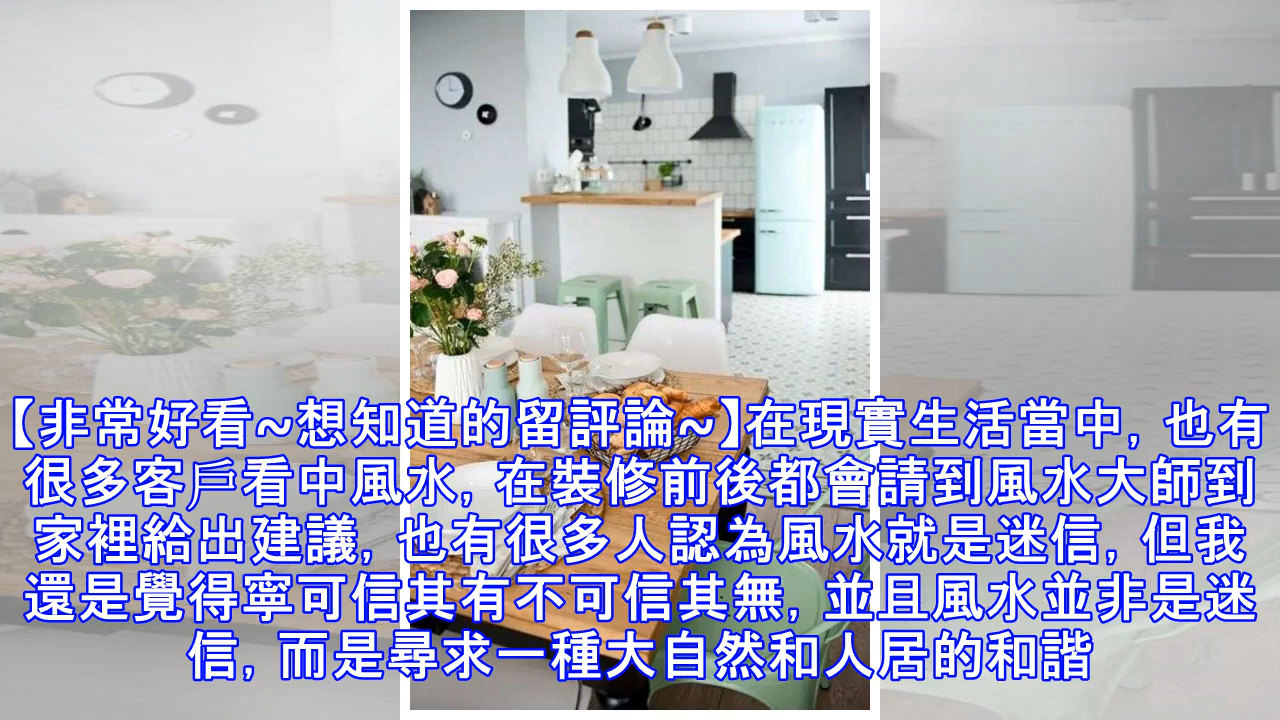 【非常好看~想知道的留評論~】在現實生活當中, 也有
很多客戶看中風水, 在裝修前後都會請到風水大師到
家裡給出建議, 也有很多人認為風水就是迷信, 但我
還是覺得寧可信其有不可信其無, 並且風水並非是迷
信, 而是尋求一種大自然和人居的和諧